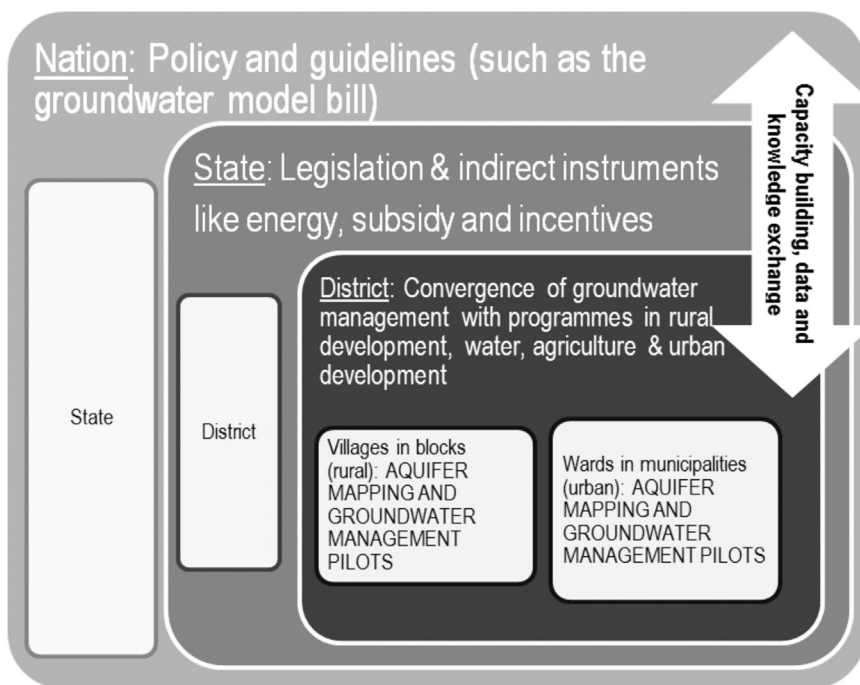 Nation: Policy and guidelines (such as the
groundwater model bill)
State: Legislation & indirect instruments
like energy, subsidy and incentives
District: Convergence of groundwater
management with programmes in rural
development, water, agriculture & urban
development
Capacity building, data and
knowledge exchange
State
District
Villages in blocks
(rural): AQUIFER
MAPPING AND
GROUNDWATER
MANAGEMENT
PILOTS
Wards in municipalities
(urban): AQUIFER
MAPPING AND
GROUNDWATER
MANAGEMENT PILOTS